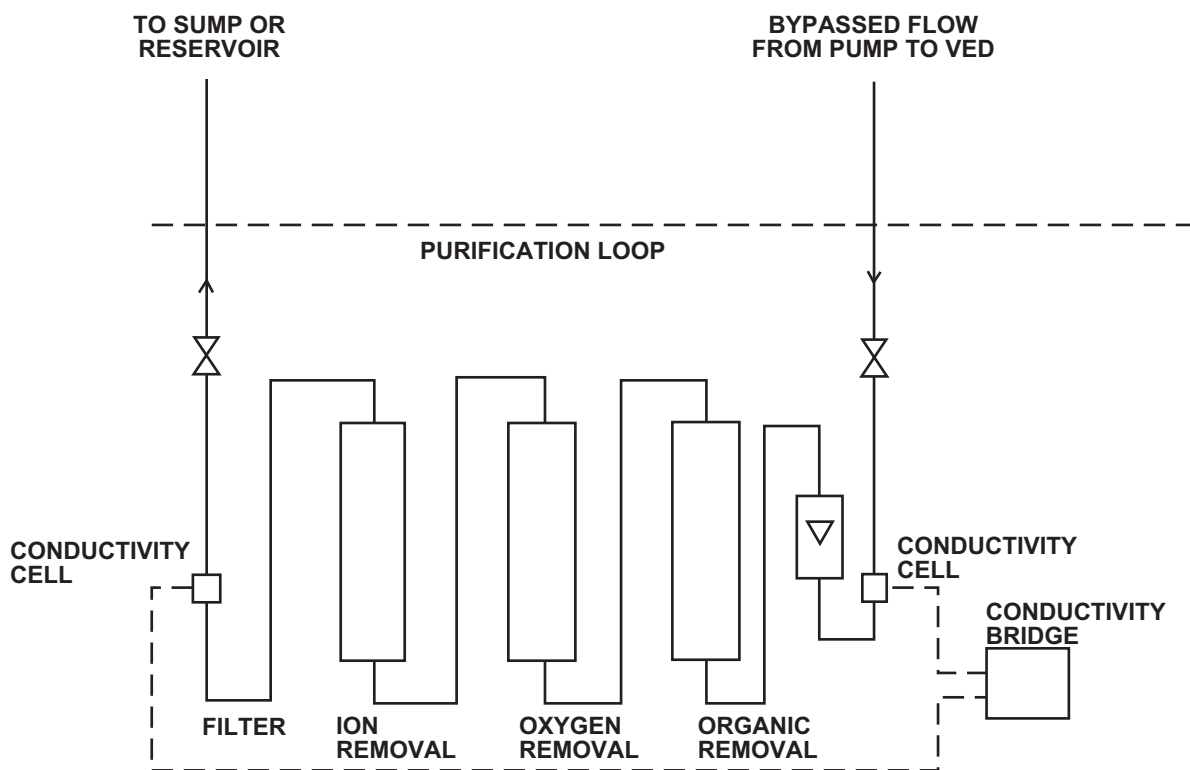 TO SUMP OR
RESERVOIR
BYPASSED FLOW
FROM PUMP TO VED
PURIFICATION LOOP
CONDUCTIVITY
CELL
CONDUCTIVITY
CELL
CONDUCTIVITY
BRIDGE
FILTER
ION
REMOVAL
OXYGEN
REMOVAL
ORGANIC
REMOVAL